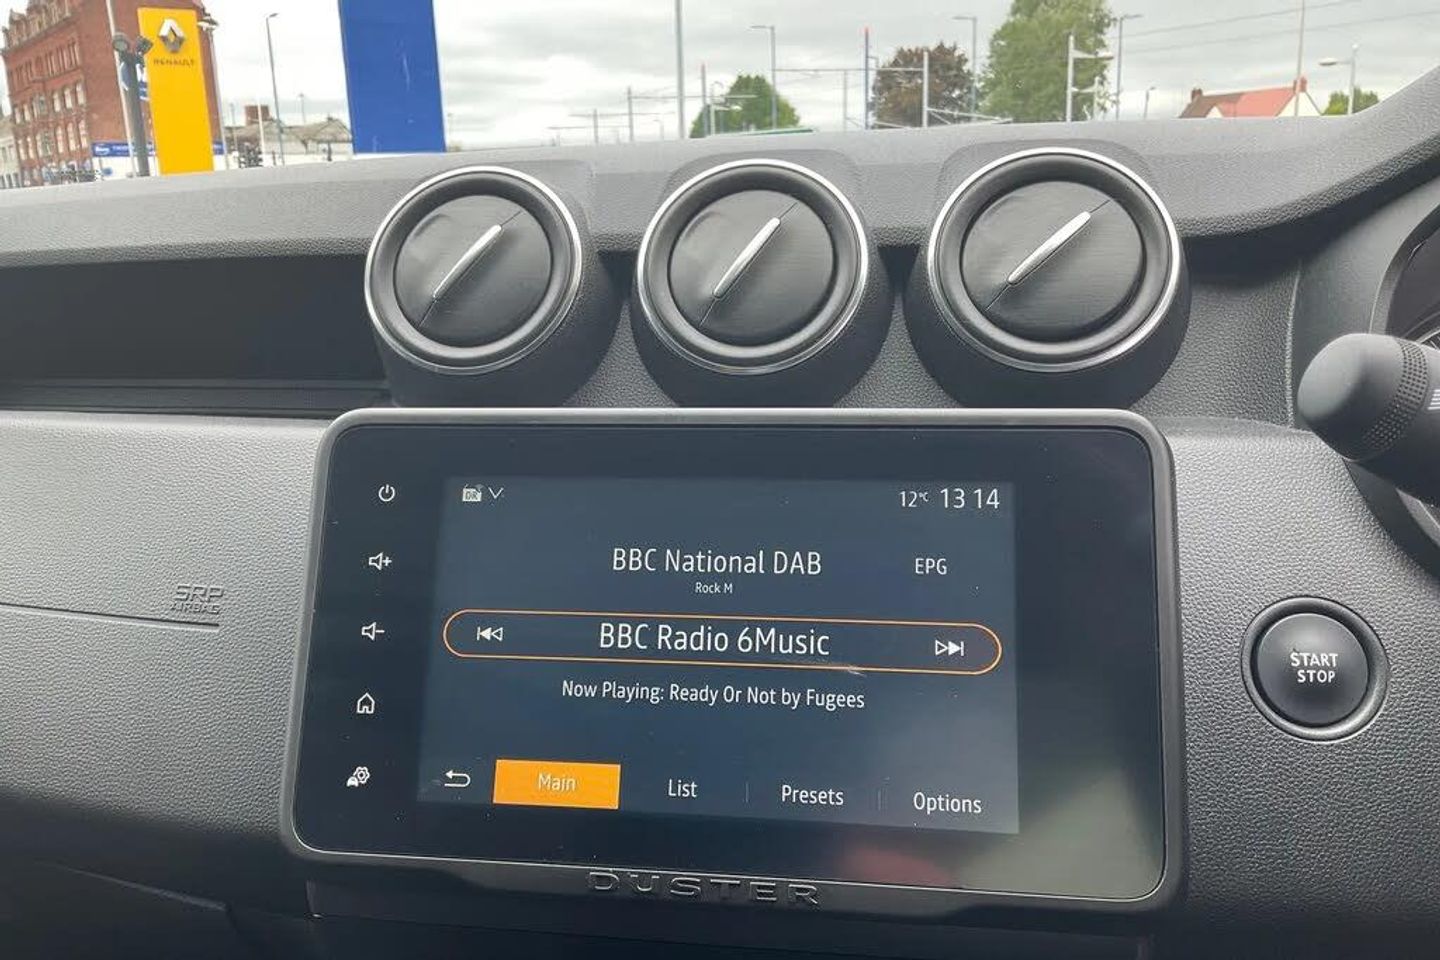 RENAULT
SRP
AIRBAG
DR
12°C 13 14
BBC National DAB
EPG
Rock M
BBC Radio 6Music
Now Playing: Ready Or Not by Fugees
Main
List
Presets
Options
DUSTER
START
STOP